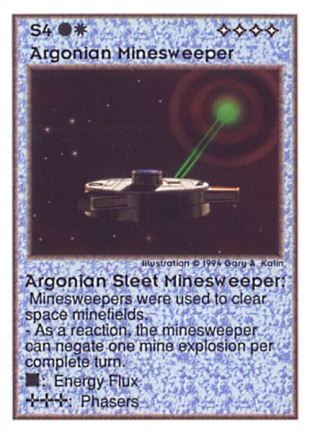 S4
Argonian Minesweeper
Illustration © 1994 Gary A. Kalin
Argonian Sleet Minesweeper:
Minesweepers were used to clear
space minefields.
- As a reaction, the minesweeper
can negate one mine explosion per
complete turn.
: Energy Flux
: Phasers